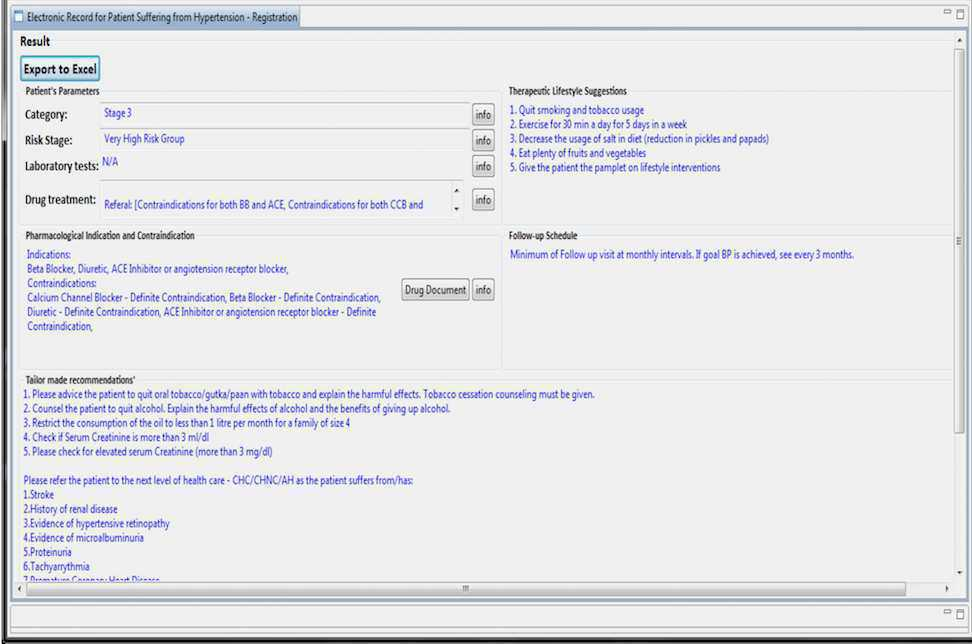 Electronic Record for Patient Suffering from Hypertension - Registration
Result
Export to Excel
Patient's Parameters
Category:
Stage 3
info
Risk Stage:
Very High Risk Group
info
Laboratory tests:
N/A
info
Drug treatment:
Referal: [Contraindications for both BB and ACE, Contraindications for both CCB and
info
Therapeutic Lifestyle Suggestions
1. Quit smoking and tobacco usage
2. Exercise for 30 min a day for 5 days in a week
3. Decrease the usage of salt in diet (reduction in pickles and papads)
4. Eat plenty of fruits and vegetables
5. Give the patient the pamplet on lifestyle interventions
Pharmacological Indication and Contraindication
Indications:
Beta Blocker, Diuretic, ACE Inhibitor or angiotension receptor blocker,
Contraindications:
Calcium Channel Blocker - Definite Contraindication, Beta Blocker - Definite Contraindication,
Diuretic - Definite Contraindication, ACE Inhibitor or angiotension receptor blocker - Definite
Contraindication,
Drug Document
info
Follow-up Schedule
Minimum of Follow up visit at monthly intervals. If goal BP is achieved, see every 3 months.
Tailor made recommendations'
1. Please advice the patient to quit oral tobacco/gutka/paan with tobacco and explain the harmful effects. Tobacco cessation counseling must be given.
2. Counsel the patient to quit alcohol. Explain the harmful effects of alcohol and the benefits of giving up alcohol.
3. Restrict the consumption of the oil to less than 1 litre per month for a family of size 4
4. Check if Serum Creatinine is more than 3 ml/dl
5. Please check for elevated serum Creatinine (more than 3 mg/dl)
Please refer the patient to the next level of health care - CHC/CHNC/AH as the patient suffers from/has:
1.Stroke
2.History of renal disease
3.Evidence of hypertensive retinopathy
4.Evidence of microalbuminuria
5.Proteinuria
6.Tachyarrythmia
7.Premature Coronary Heart Disease